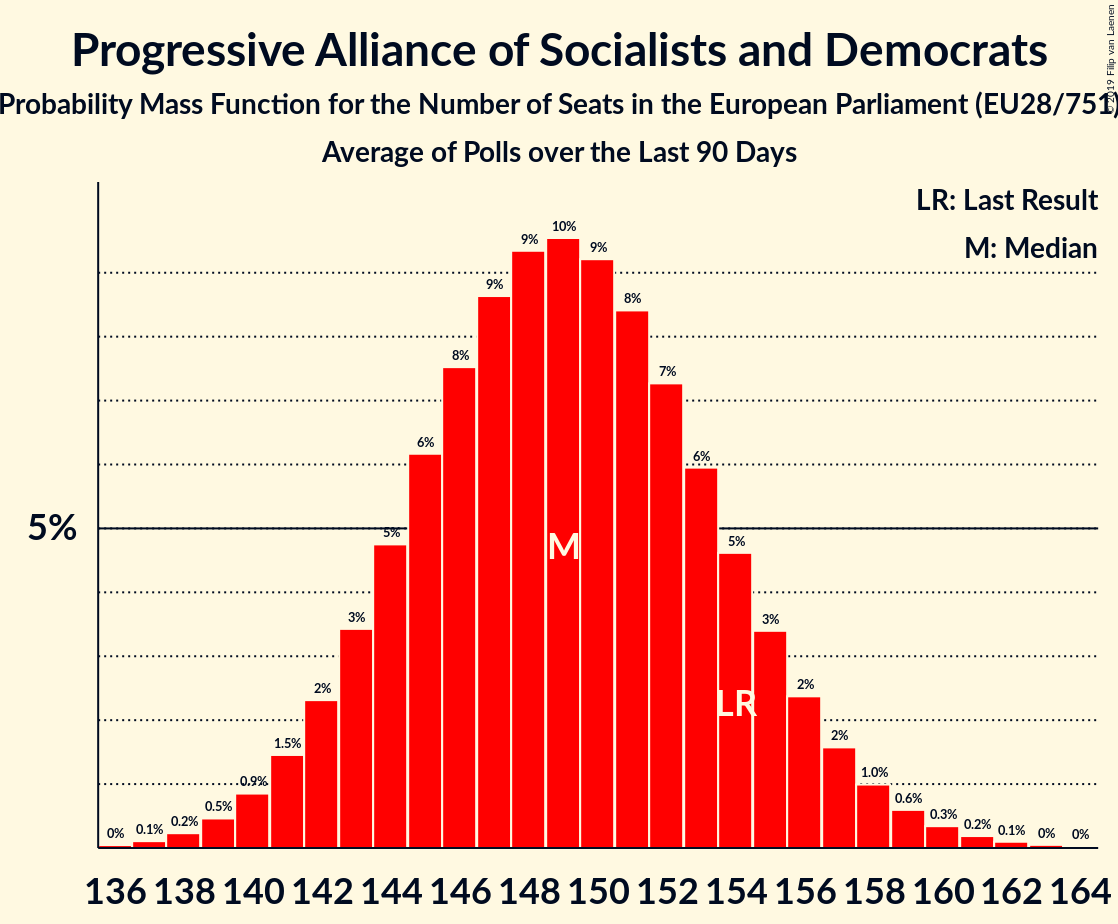 Progressive Alliance of Socialists and Democrats
Probability Mass Function for the Number of Seats in the European Parliament (EU28/751)
Average of Polls over the Last 90 Days
© 2019 Filip van Laenen
LR: Last Result
M: Median
5%
0% 0.1% 0.2% 0.5% 0.9% 1.5% 2% 3% 5% 6% 8% 9% 9% 10% 9% 8% 7% 6% 5% 3% 2% 2% 1.0% 0.6% 0.3% 0.2% 0.1% 0% 0%
M
LR
136 138 140 142 144 146 148 150 152 154 156 158 160 162 164